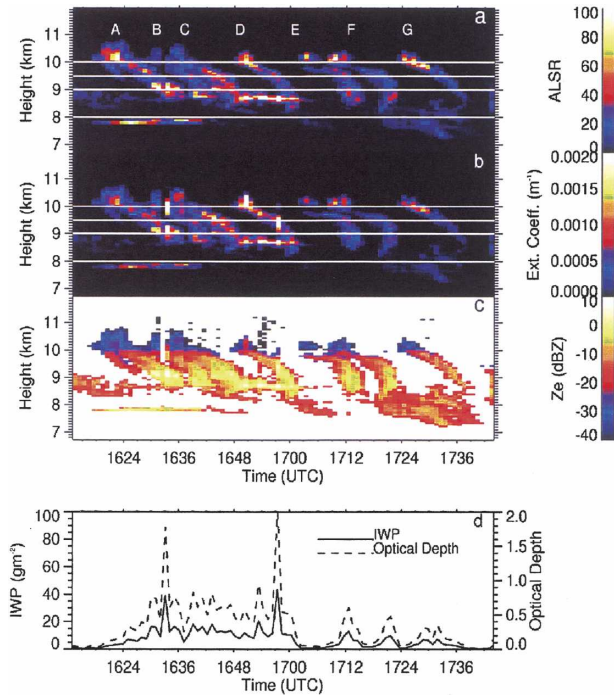 a
A B C D E F G
11
10
9
8
7
Height (km)
100
80
60
40
20
0
ALSR
b
11
10
9
8
7
Height (km)
0.0020
0.0015
0.0010
0.0005
0.0000
Ext. Coeff. (m⁻¹)
c
11
10
9
8
7
Height (km)
10
0
-10
-20
-30
-40
Ze (dBZ)
1624 1636 1648 1700 1712 1724 1736
Time (UTC)
d
IWP
Optical Depth
100
80
60
40
20
0
IWP (gm⁻²)
2.0
1.5
1.0
0.5
0.0
Optical Depth
1624 1636 1648 1700 1712 1724 1736
Time (UTC)